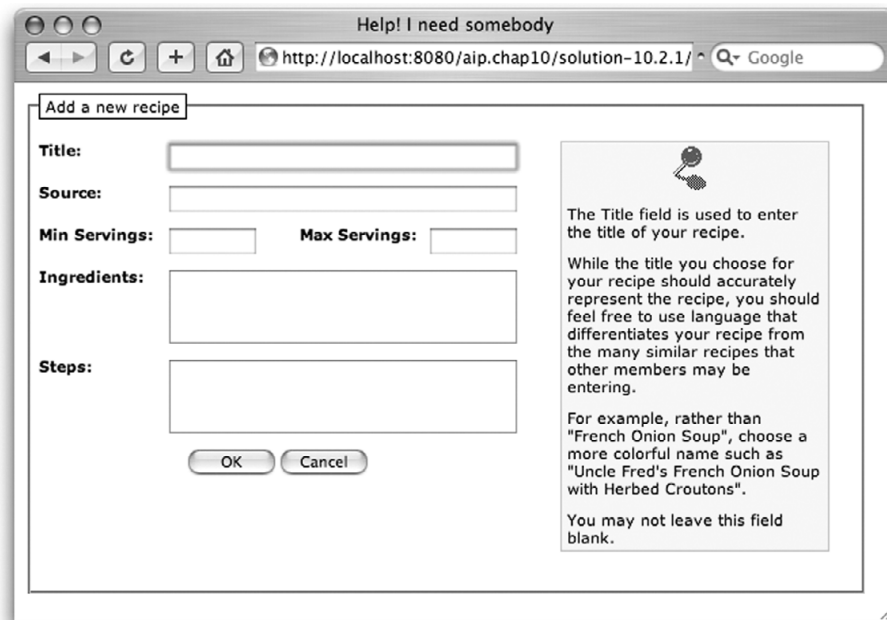 Help! I need somebody
http://localhost:8080/aip.chap10/solution-10.2.1/
Google
Add a new recipe
Title:
Source:
Min Servings:
Max Servings:
Ingredients:
Steps:
OK
Cancel
The Title field is used to enter
the title of your recipe.
While the title you choose for
your recipe should accurately
represent the recipe, you should
feel free to use language that
differentiates your recipe from
the many similar recipes that
other members may be
entering.
For example, rather than
"French Onion Soup", choose a
more colorful name such as
"Uncle Fred's French Onion Soup
with Herbed Croutons".
You may not leave this field
blank.